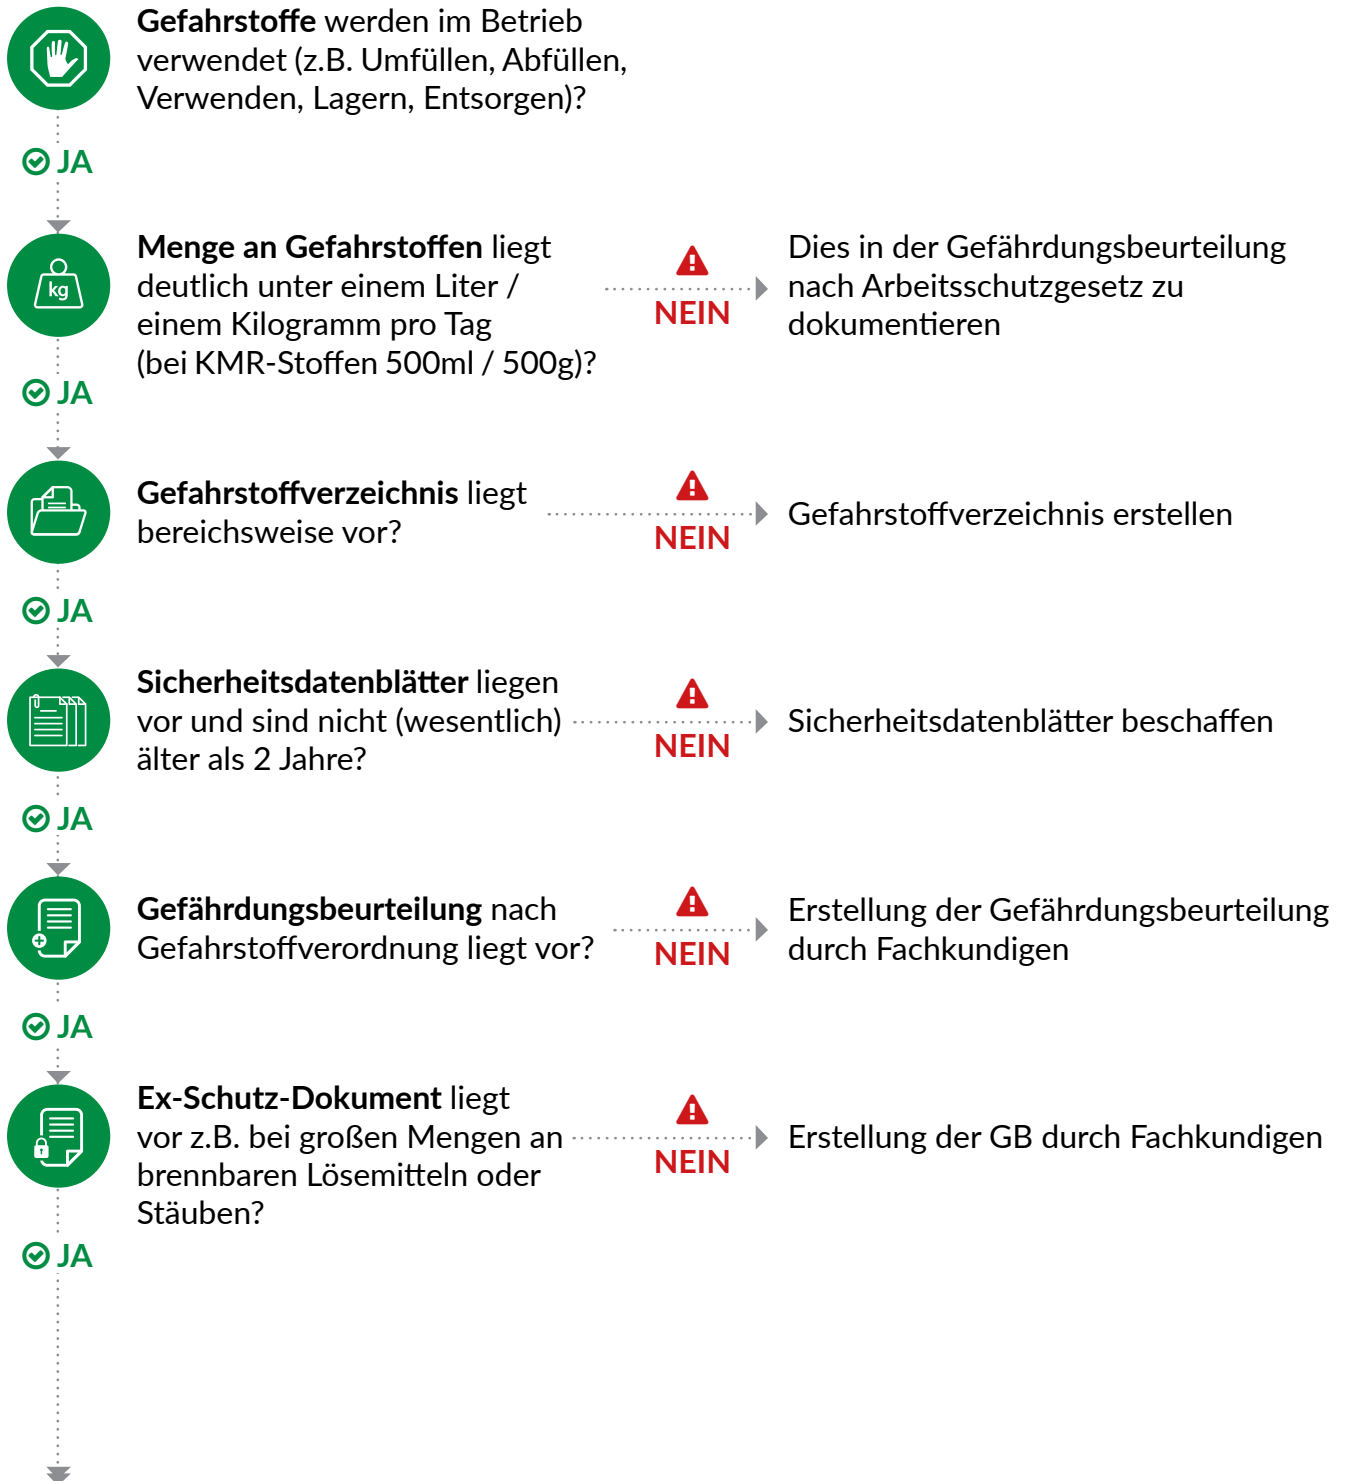 Gefahrstoffe werden im Betrieb
verwendet (z.B. Umfüllen, Abfüllen,
Verwenden, Lagern, Entsorgen)?
JA
Menge an Gefahrstoffen liegt
deutlich unter einem Liter /
einem Kilogramm pro Tag
(bei KMR-Stoffen 500ml / 500g)?
kg
NEIN
Dies in der Gefährdungsbeurteilung
nach Arbeitsschutzgesetz zu
dokumentieren
JA
Gefahrstoffverzeichnis liegt
bereichsweise vor?
NEIN
Gefahrstoffverzeichnis erstellen
JA
Sicherheitsdatenblätter liegen
vor und sind nicht (wesentlich)
älter als 2 Jahre?
NEIN
Sicherheitsdatenblätter beschaffen
JA
Gefährdungsbeurteilung nach
Gefahrstoffverordnung liegt vor?
NEIN
Erstellung der Gefährdungsbeurteilung
durch Fachkundigen
JA
Ex-Schutz-Dokument liegt
vor z.B. bei großen Mengen an
brennbaren Lösemitteln oder
Stäuben?
NEIN
Erstellung der GB durch Fachkundigen
JA